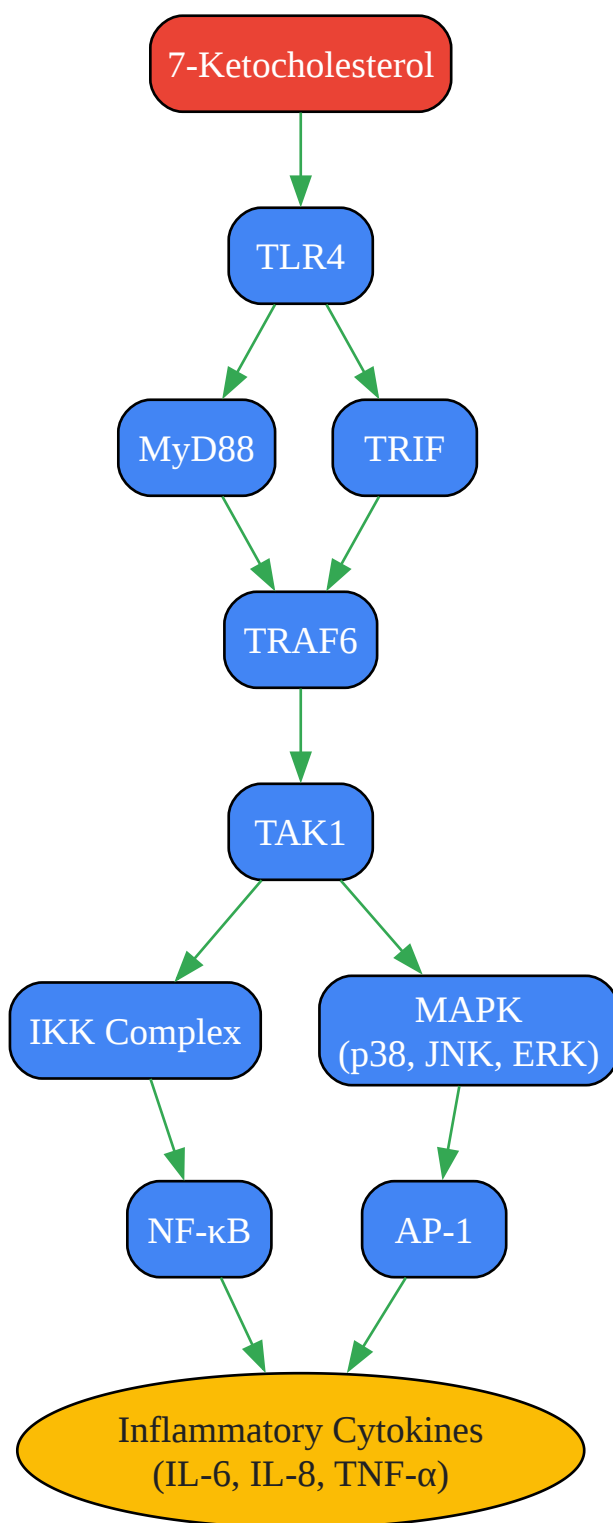 7-Ketocholesterol
TLR4
MyD88
TRIF
TRAF6
TAK1
IKK Complex
MAPK
(p38, JNK, ERK)
NF-κB
AP-1
Inflammatory Cytokines
(IL-6, IL-8, TNF-α)